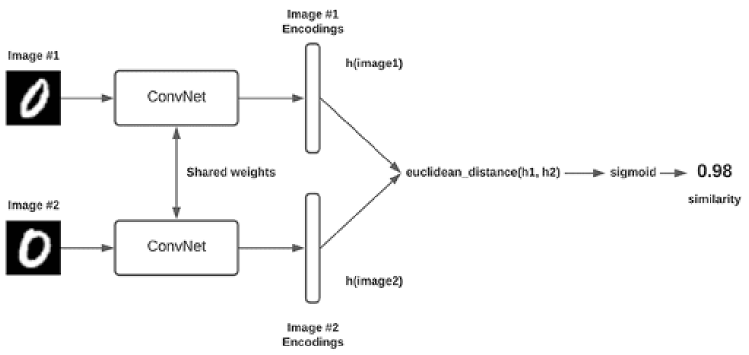 Image #1
Encodings
Image #1
h(image1)
ConvNet
Shared weights
euclidean_distance(h1, h2)
sigmoid
0.98
similarity
Image #2
ConvNet
h(image2)
Image #2
Encodings